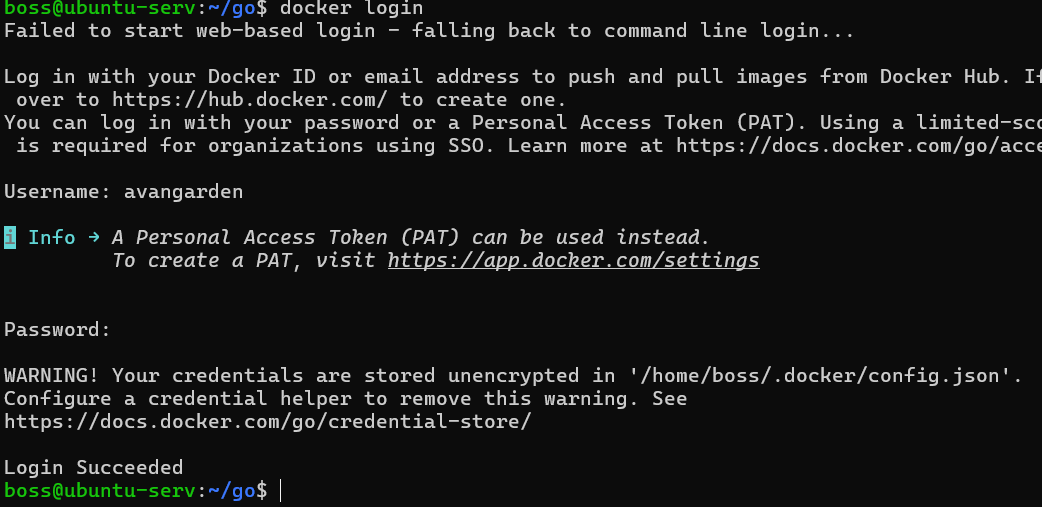 boss@ubuntu-serv:~/go$ docker login
Failed to start web-based login - falling back to command line login...
Log in with your Docker ID or email address to push and pull images from Docker Hub. If
over to https://hub.docker.com/ to create one.
You can log in with your password or a Personal Access Token (PAT). Using a limited-sco
is required for organizations using SSO. Learn more at https://docs.docker.com/go/acce
Username: avangarden
i Info → A Personal Access Token (PAT) can be used instead.
To create a PAT, visit https://app.docker.com/settings
Password:
WARNING! Your credentials are stored unencrypted in '/home/boss/.docker/config.json'.
Configure a credential helper to remove this warning. See
https://docs.docker.com/go/credential-store/
Login Succeeded
boss@ubuntu-serv:~/go$